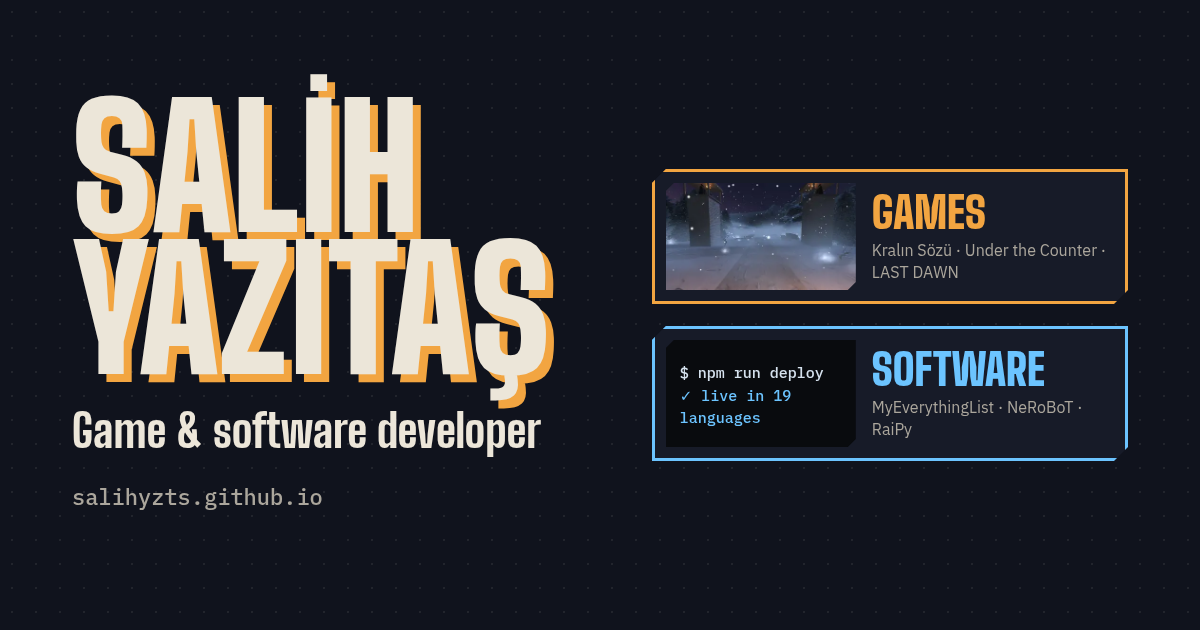 SALİH
YAZITAŞ
Game & software developer
salihyzts.github.io
GAMES
Kralın Sözü · Under the Counter ·
LAST DAWN
$ npm run deploy
✓ live in 19
languages
SOFTWARE
MyEverythingList · NeRoBoT ·
RaiPy